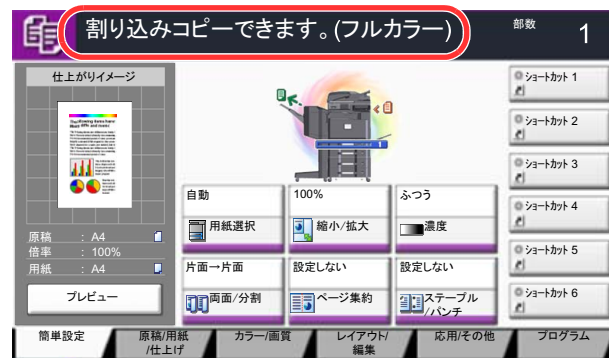 割り込みコピーできます。(フルカラー)
部数 1
仕上がりイメージ
原稿 : A4
倍率 : 100%
用紙 : A4
プレビュー
自動
用紙選択
100%
縮小/拡大
ふつう
濃度
片面→片面
両面/分割
設定しない
ページ集約
設定しない
ステープル
/パンチ
ショートカット 1
ショートカット 2
ショートカット 3
ショートカット 4
ショートカット 5
ショートカット 6
簡単設定
原稿/用紙
/仕上げ
カラー/画質
レイアウト/
編集
応用/その他
プログラム